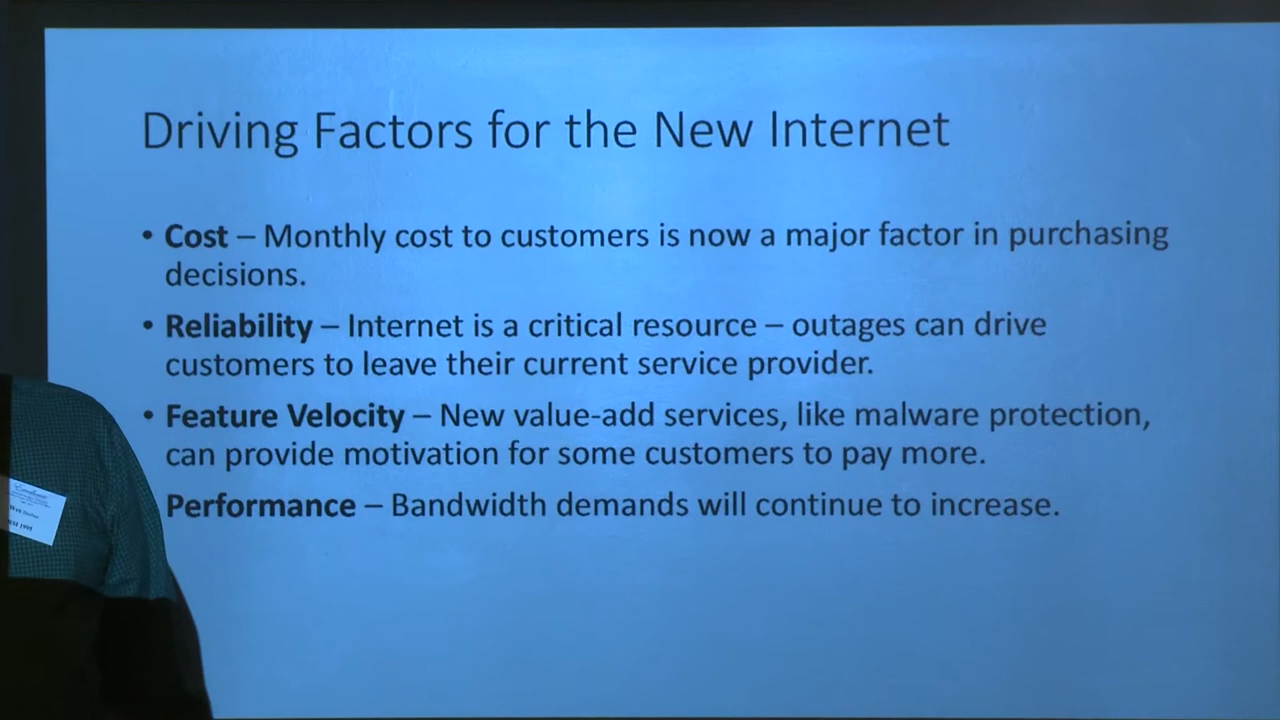 Driving Factors for the New Internet
• Cost – Monthly cost to customers is now a major factor in purchasing
decisions.
• Reliability – Internet is a critical resource – outages can drive
customers to leave their current service provider.
• Feature Velocity – New value-add services, like malware protection,
can provide motivation for some customers to pay more.
Performance – Bandwidth demands will continue to increase.
1995